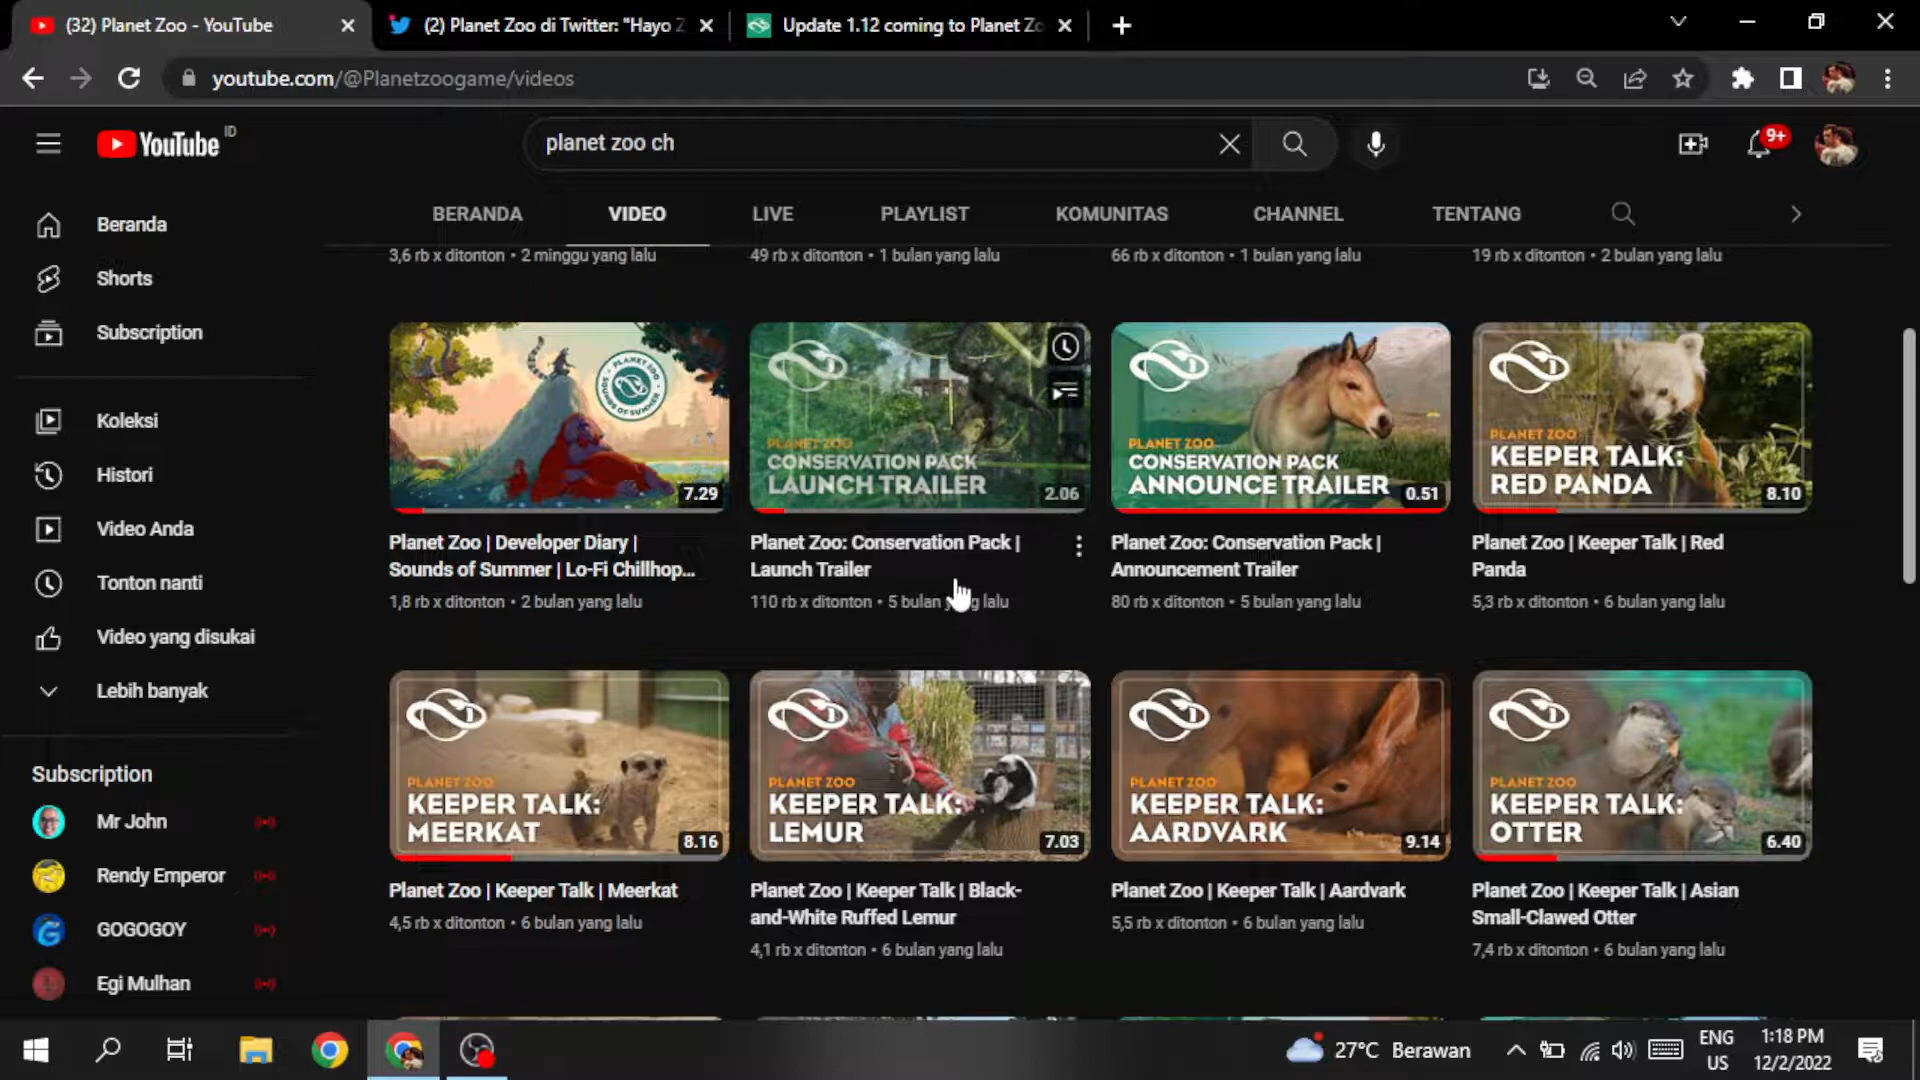 (32) Planet Zoo - YouTube
(2) Planet Zoo di Twitter: "Hayo Z
Update 1.12 coming to Planet Zo
youtube.com/@Planetzoogame/videos
YouTube ID
planet zoo ch
9+
BERANDA VIDEO LIVE PLAYLIST KOMUNITAS CHANNEL TENTANG
Beranda
Shorts
Subscription
Koleksi
Histori
Video Anda
Tonton nanti
Video yang disukai
Lebih banyak
Subscription
Mr John
Rendy Emperor
GOGOGOY
Egi Mulhan
3,6 rb x ditonton • 2 minggu yang lalu
49 rb x ditonton • 1 bulan yang lalu
66 rb x ditonton • 1 bulan yang lalu
19 rb x ditonton • 2 bulan yang lalu
PLANET ZOO
SOUNDS OF SUMMER
7.29
Planet Zoo | Developer Diary |
Sounds of Summer | Lo-Fi Chillhop...
1,8 rb x ditonton • 2 bulan yang lalu
PLANET ZOO
CONSERVATION PACK
LAUNCH TRAILER
2.06
Planet Zoo: Conservation Pack |
Launch Trailer
110 rb x ditonton • 5 bulan yang lalu
PLANET ZOO
CONSERVATION PACK
ANNOUNCE TRAILER
0.51
Planet Zoo: Conservation Pack |
Announcement Trailer
80 rb x ditonton • 5 bulan yang lalu
PLANET ZOO
KEEPER TALK:
RED PANDA
8.10
Planet Zoo | Keeper Talk | Red
Panda
5,3 rb x ditonton • 6 bulan yang lalu
PLANET ZOO
KEEPER TALK:
MEERKAT
8.16
Planet Zoo | Keeper Talk | Meerkat
4,5 rb x ditonton • 6 bulan yang lalu
PLANET ZOO
KEEPER TALK:
LEMUR
7.03
Planet Zoo | Keeper Talk | Black-
and-White Ruffed Lemur
4,1 rb x ditonton • 6 bulan yang lalu
PLANET ZOO
KEEPER TALK:
AARDVARK
9.14
Planet Zoo | Keeper Talk | Aardvark
5,5 rb x ditonton • 6 bulan yang lalu
PLANET ZOO
KEEPER TALK:
OTTER
6.40
Planet Zoo | Keeper Talk | Asian
Small-Clawed Otter
7,4 rb x ditonton • 6 bulan yang lalu
27°C Berawan
ENG
US
1:18 PM
12/2/2022